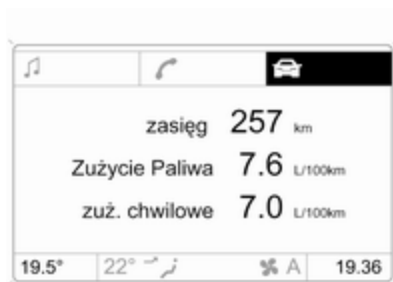 zasięg 257 km
Zużycie Paliwa 7.6 L/100km
zuż. chwilowe 7.0 L/100km
19.5° 22° A 19.36